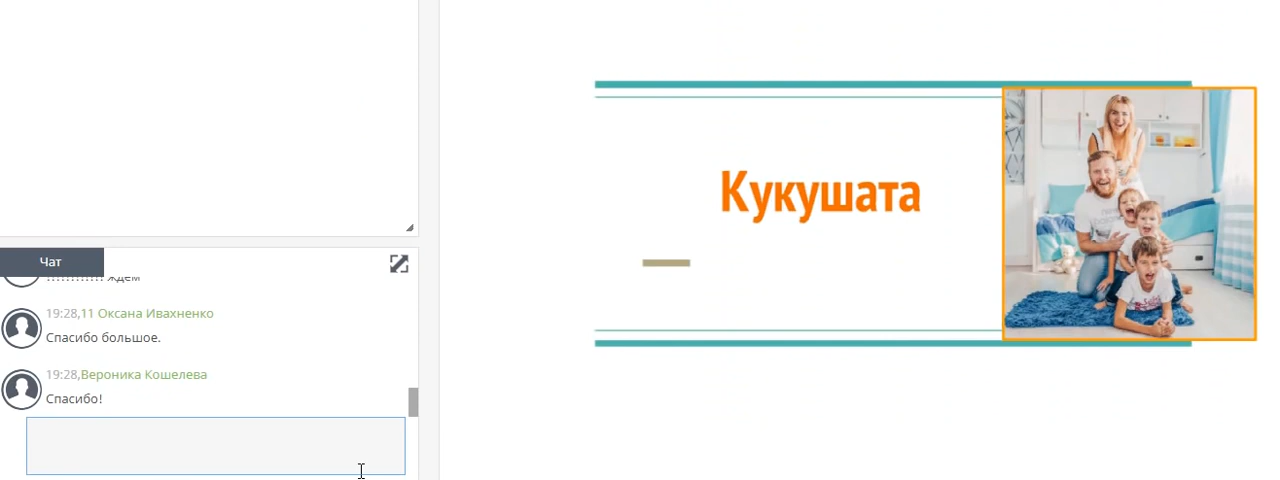 Чат
ждем
19:28,11 Оксана Ивахненко
Спасибо большое.
19:28,Вероника Кошелева
Спасибо!
Кукушата